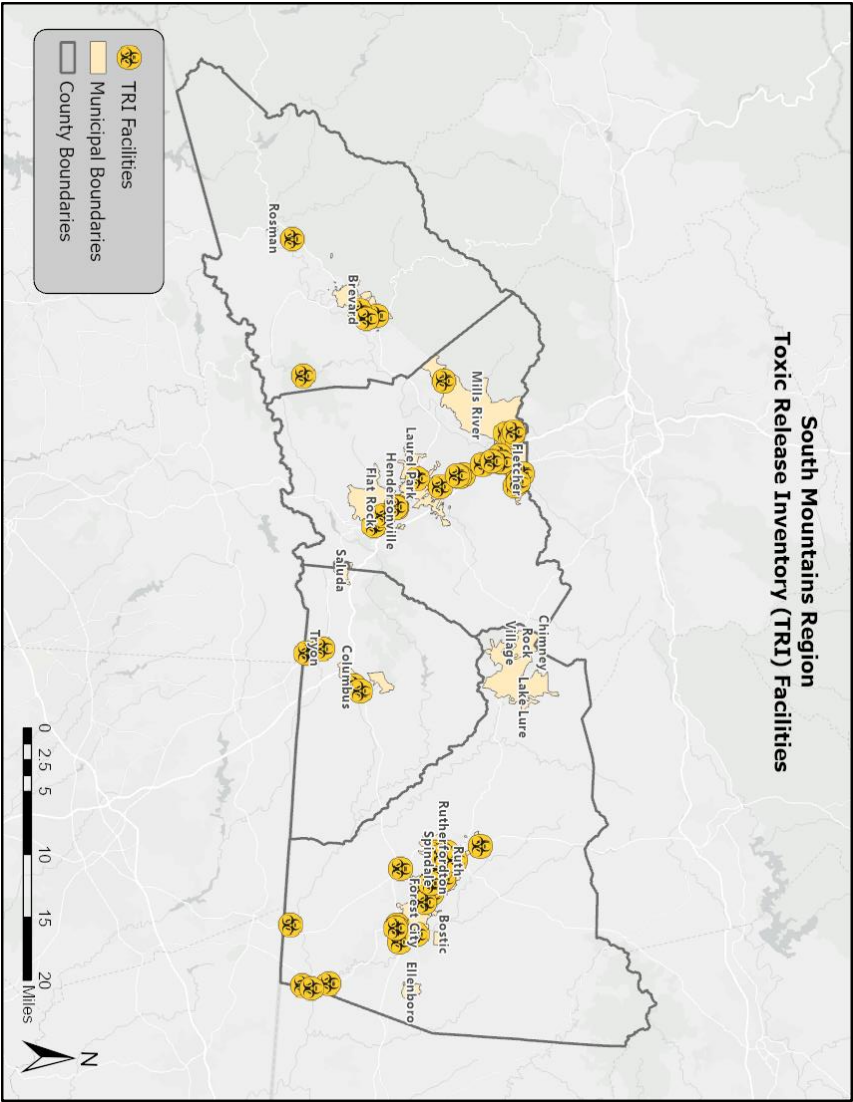 South Mountains Region
Toxic Release Inventory (TRI) Facilities
Mills River
Fletcher
Chimney
Rock
Village
Lake Lure
Laurel Park
Hendersonville
Flat Rock
Brevard
Rosman
Saluda
Tryon
Columbus
Ruth
Rutherfordton
Spindale
Forest City
Bostic
Ellenboro
TRI Facilities
Municipal Boundaries
County Boundaries
0 2.5 5 10 15 20
Miles
N